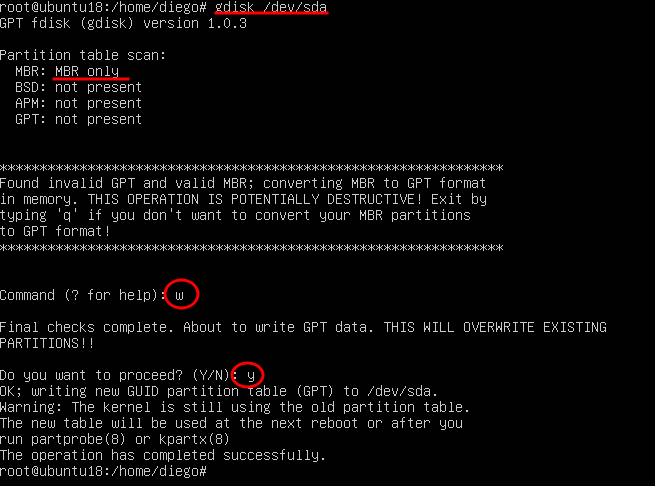 root@ubuntu18:/home/diego# gdisk /dev/sda
GPT fdisk (gdisk) version 1.0.3
Partition table scan:
MBR: MBR only
BSD: not present
APM: not present
GPT: not present
***************************************************************
Found invalid GPT and valid MBR; converting MBR to GPT format
in memory. THIS OPERATION IS POTENTIALLY DESTRUCTIVE! Exit by
typing 'q' if you don't want to convert your MBR partitions
to GPT format!
***************************************************************
Command (? for help): w
Final checks complete. About to write GPT data. THIS WILL OVERWRITE EXISTING
PARTITIONS!!
Do you want to proceed? (Y/N): y
OK; writing new GUID partition table (GPT) to /dev/sda.
Warning: The kernel is still using the old partition table.
The new table will be used at the next reboot or after you
run partprobe(8) or kpartx(8)
The operation has completed successfully.
root@ubuntu18:/home/diego#